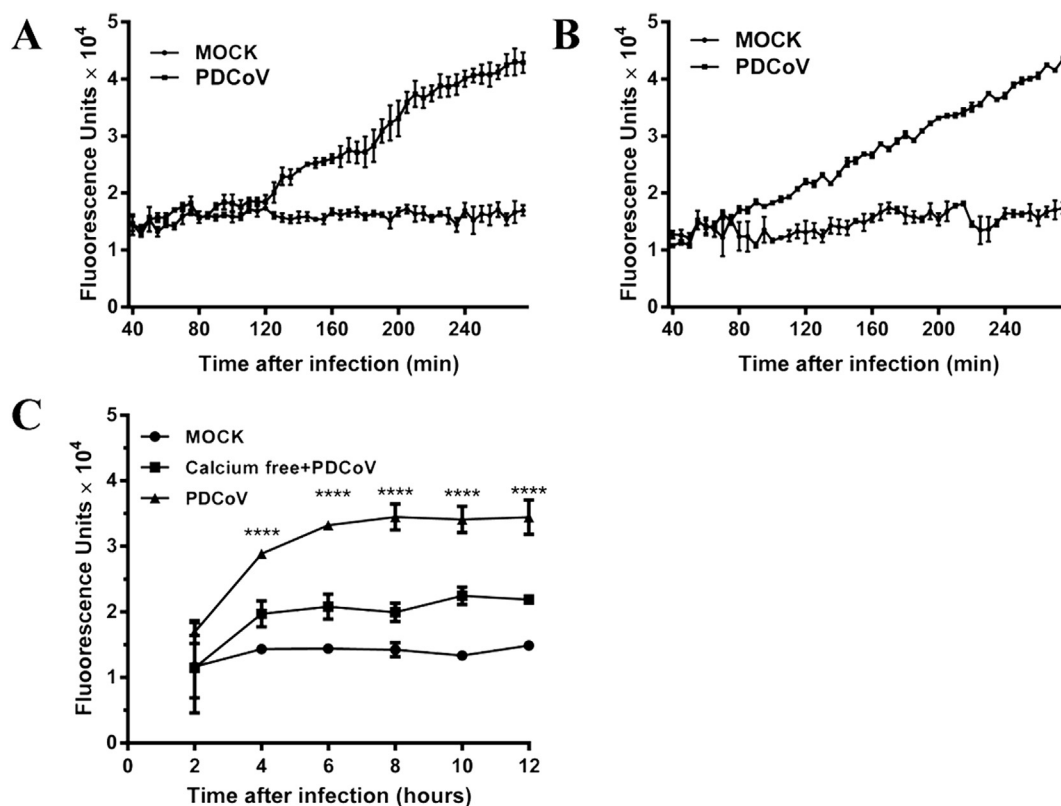 A
Fluoorescence Units × 10⁴
5
4
3
2
1
0
MOCK
PDCoV
40 80 120 160 200 240
Time after infection (min)
B
Fluoorescence Units × 10⁴
5
4
3
2
1
0
MOCK
PDCoV
40 80 120 160 200 240
Time after infection (min)
C
Fluoorescence Units × 10⁴
5
4
3
2
1
0
MOCK
Calcium free+PDCoV
PDCoV
**** **** **** **** ****
0 2 4 6 8 10 12
Time after infection (hours)